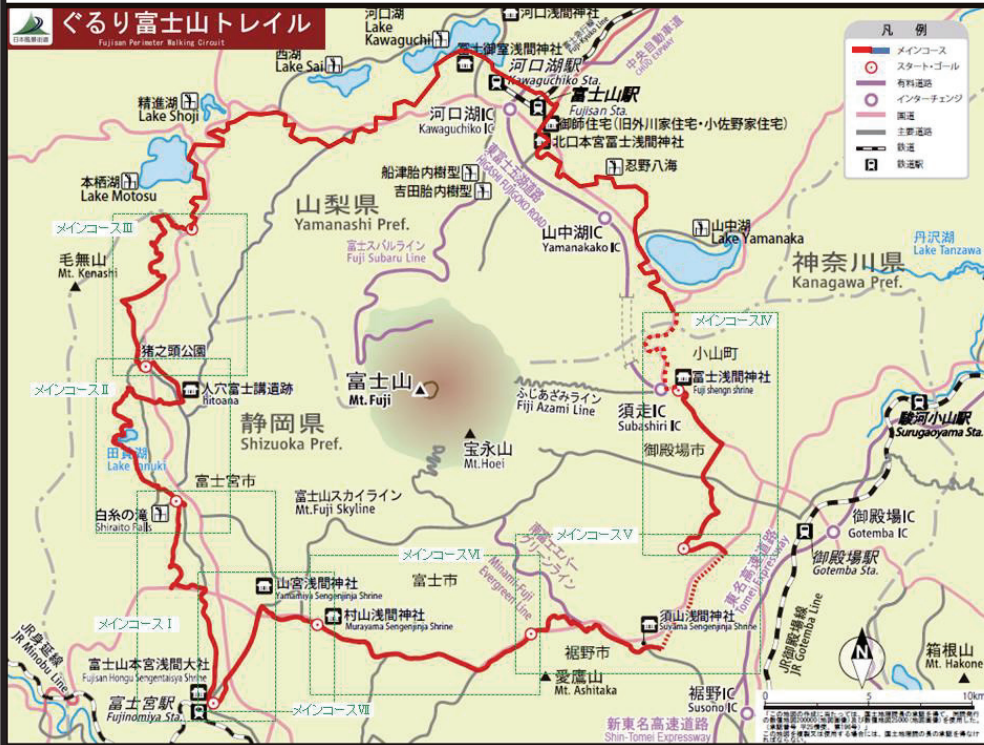 日本風景街道
ぐるり富士山トレイル
Fujisan Perimeter Walking Circuit
凡 例
メインコース
スタート・ゴール
有料道路
インターチェンジ
国道
主要道路
鉄道
鉄道駅
河口湖
Lake
Kawaguchi
河口浅間神社
富士御室浅間神社
富士急行線
Fuji-Kyuko Line
中央自動車道
CHUO EXPWAY
西湖
Lake Sai
河口湖駅
Kawaguchiko Sta.
富士山駅
Fujisan Sta.
精進湖
Lake Shoji
河口湖IC
Kawaguchiko IC
御師住宅(旧外川家住宅・小佐野家住宅)
北口本宮冨士浅間神社
忍野八海
本栖湖
Lake Motosu
船津胎内樹型
吉田胎内樹型
東富士五湖道路
HIGASHI FUJIGOKO ROAD
山梨県
Yamanashi Pref.
山中湖IC
Yamanakako IC
山中湖
Lake Yamanaka
丹沢湖
Lake Tanzawa
メインコースⅢ
富士スバルライン
Fuji Subaru Line
神奈川県
Kanagawa Pref.
毛無山
Mt. Kenashi
メインコースⅣ
小山町
猪之頭公園
富士山
Mt. Fuji
富士浅間神社
Fuji shengn shrine
メインコースⅡ
人穴富士講遺跡
hitoana
ふじあざみライン
Fiji Azami Line
須走IC
Subashiri IC
駿河小山駅
Surugaoyama Sta.
静岡県
Shizuoka Pref.
宝永山
Mt.Hoei
御殿場市
田貫湖
Lake Tanuki
富士宮市
富士山スカイライン
Mt.Fuji Skyline
白糸の滝
Shiraito Falls
御殿場IC
Gotemba IC
御殿場駅
Gotemba Sta.
メインコースⅤ
メインコースⅥ
南富士エバー
グリーンライン
Minami Fuji
Evergreen Line
東名高速道路
Tomei Expressway
山宮浅間神社
Yamamiya Sengenjinja Shrine
富士市
村山浅間神社
Murayama Sengenjinja Shrine
須山浅間神社
Suyama Sengenjinja Shrine
メインコースⅠ
JR御殿場線
JR Gotemba Line
JR身延線
JR Minobu Line
富士山本宮浅間大社
Fujisan Hongu Sengentaisya Shrine
裾野市
愛鷹山
Mt. Ashitaka
箱根山
Mt. Hakone
N
富士宮駅
Fujinomiya Sta.
メインコースⅦ
裾野IC
Susono IC
新東名高速道路
Shin-Tomei Expressway
0 5 10km